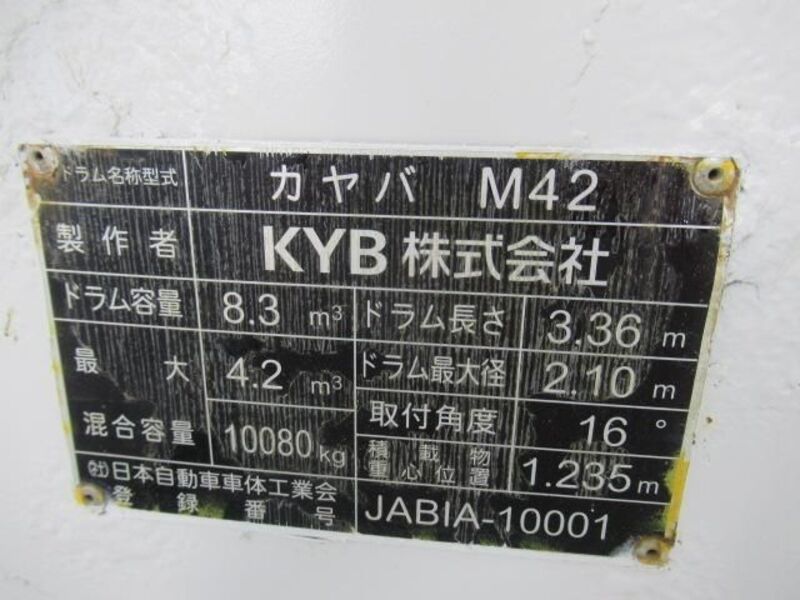 ドラム名称型式 カヤバ M42
製作者 KYB株式会社
ドラム容量 8.3 m³ ドラム長さ 3.36 m
最大 4.2 m³ ドラム最大径 2.10 m
混合容量 10080kg 取付角度 16°
積載物
重心位置 1.235m
㈳日本自動車車体工業会
登録番号 JABIA-10001